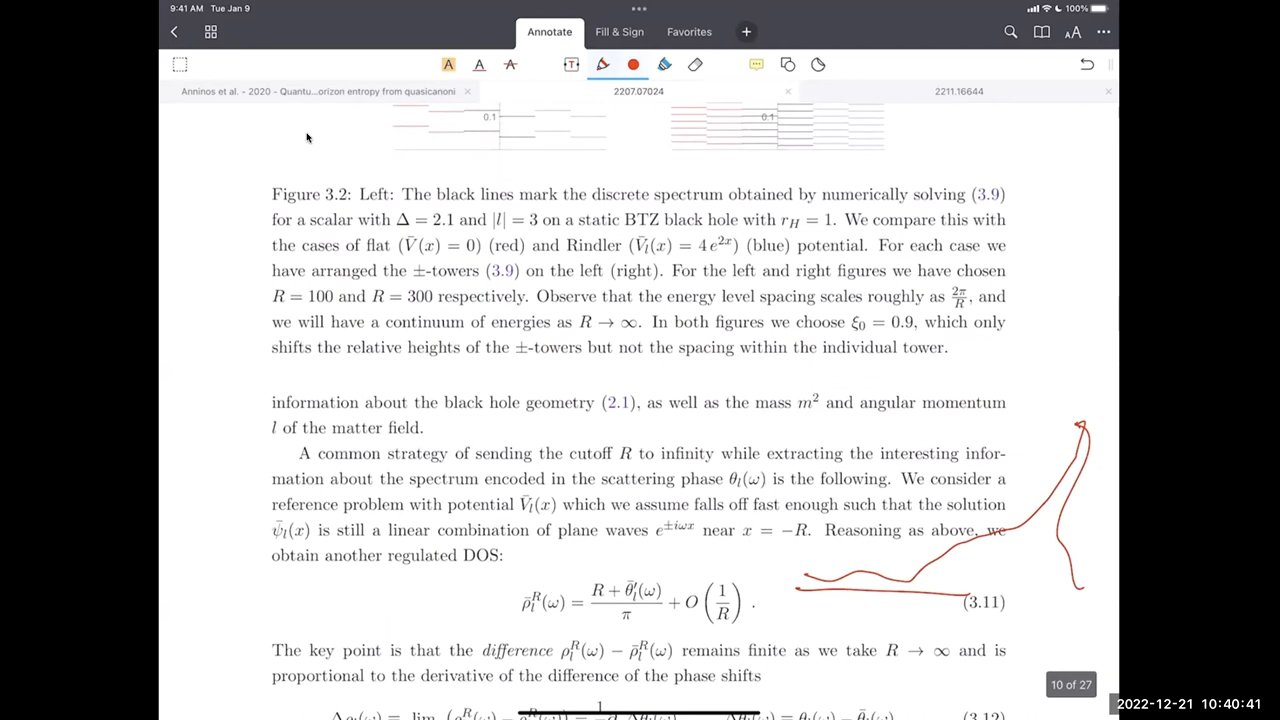 9:41 AM Tue Jan 9
100%
Annotate Fill & Sign Favorites
Anninos et al. - 2020 - Quantu...orizon entropy from quasicanoni × 2207.07024 × 2211.16644 ×
0.1 0.1
Figure 3.2: Left: The black lines mark the discrete spectrum obtained by numerically solving (3.9)
for a scalar with Δ = 2.1 and |l| = 3 on a static BTZ black hole with r_H = 1. We compare this with
the cases of flat (V̄(x) = 0) (red) and Rindler (V̄_l(x) = 4 e^{2x}) (blue) potential. For each case we
have arranged the ±-towers (3.9) on the left (right). For the left and right figures we have chosen
R = 100 and R = 300 respectively. Observe that the energy level spacing scales roughly as 2π/R, and
we will have a continuum of energies as R → ∞. In both figures we choose ξ₀ = 0.9, which only
shifts the relative heights of the ±-towers but not the spacing within the individual tower.
information about the black hole geometry (2.1), as well as the mass m² and angular momentum
l of the matter field.
A common strategy of sending the cutoff R to infinity while extracting the interesting infor-
mation about the spectrum encoded in the scattering phase θ_l(ω) is the following. We consider a
reference problem with potential V̄_l(x) which we assume falls off fast enough such that the solution
ψ̄_l(x) is still a linear combination of plane waves e^{±iωx} near x = −R. Reasoning as above, we
obtain another regulated DOS:
ρ̄_l^R(ω) = (R + θ̄′_l(ω))/π + O(1/R) . (3.11)
The key point is that the difference ρ_l^R(ω) − ρ̄_l^R(ω) remains finite as we take R → ∞ and is
proportional to the derivative of the difference of the phase shifts
10 of 27
2022-12-21 10:40:41